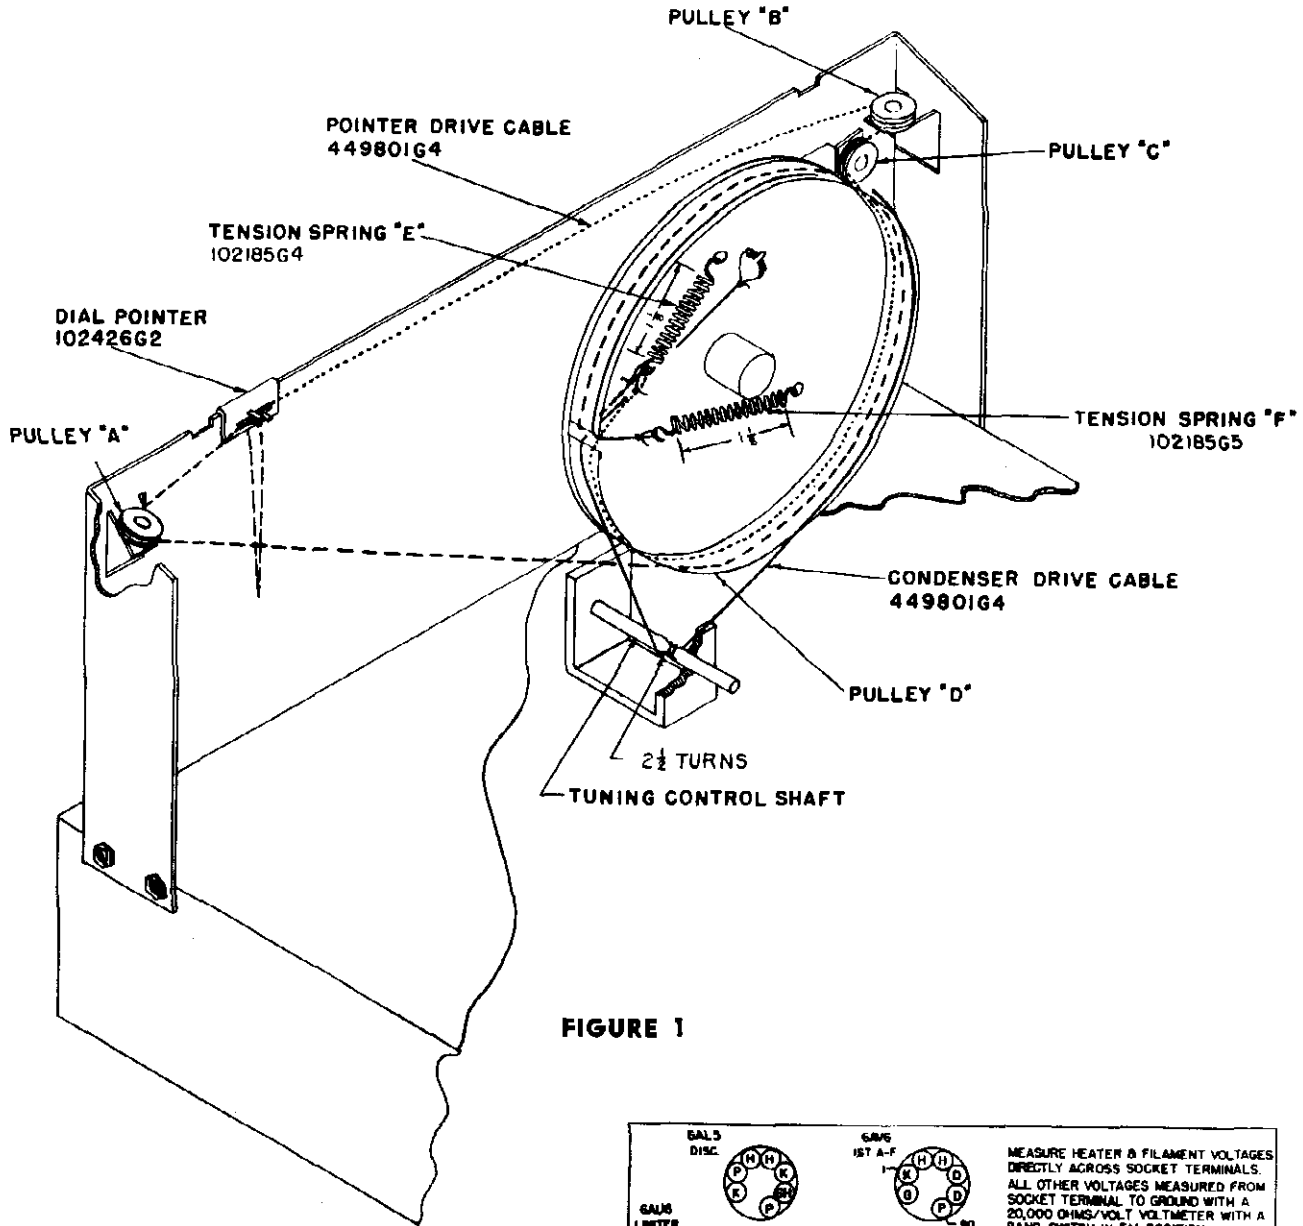 PULLEY "B"
POINTER DRIVE CABLE
449801G4
PULLEY "C"
TENSION SPRING "E"
102185G4
DIAL POINTER
102426G2
PULLEY "A"
TENSION SPRING "F"
102185G5
CONDENSER DRIVE CABLE
449801G4
PULLEY "D"
2½ TURNS
TUNING CONTROL SHAFT
FIGURE 1
6AL5
DISC.
P H H K
K SH
P
6AV6
1ST A-F
K H H D
G D
P
MEASURE HEATER & FILAMENT VOLTAGES
DIRECTLY ACROSS SOCKET TERMINALS.
ALL OTHER VOLTAGES MEASURED FROM
SOCKET TERMINAL TO GROUND WITH A
20,000 OHMS/VOLT VOLTMETER WITH A
6AU6
LIMITER
90